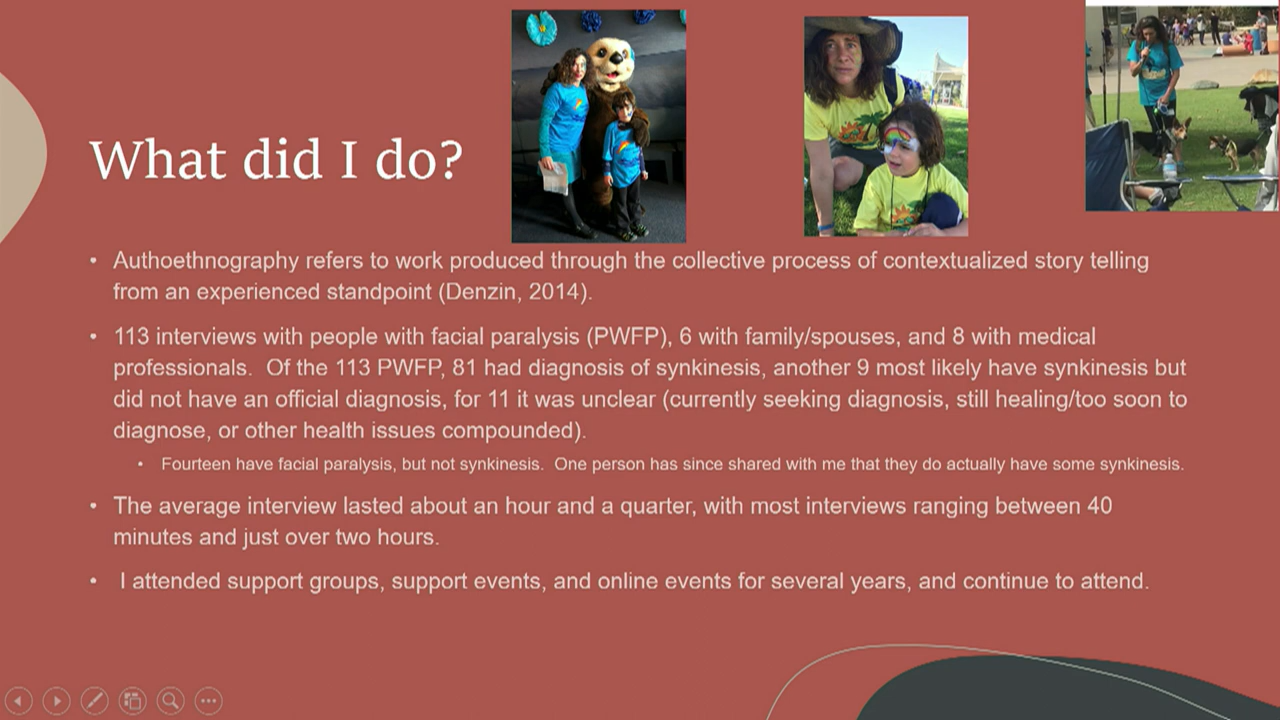 What did I do?
• Authoethnography refers to work produced through the collective process of contextualized story telling
from an experienced standpoint (Denzin, 2014).
• 113 interviews with people with facial paralysis (PWFP), 6 with family/spouses, and 8 with medical
professionals.  Of the 113 PWFP, 81 had diagnosis of synkinesis, another 9 most likely have synkinesis but
did not have an official diagnosis, for 11 it was unclear (currently seeking diagnosis, still healing/too soon to
diagnose, or other health issues compounded).
• Fourteen have facial paralysis, but not synkinesis.  One person has since shared with me that they do actually have some synkinesis.
• The average interview lasted about an hour and a quarter, with most interviews ranging between 40
minutes and just over two hours.
• I attended support groups, support events, and online events for several years, and continue to attend.